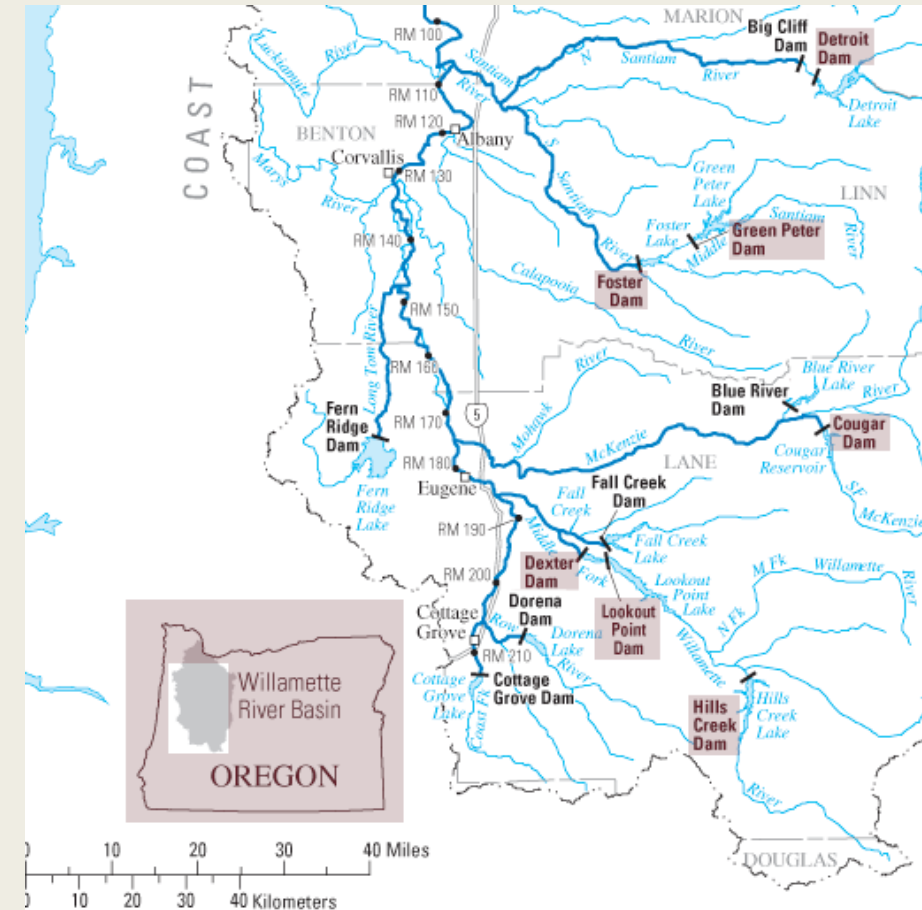 MARION
RM 100
Big Cliff
Dam
Detroit
Dam
Luckiamute
River
Santiam
River
N
Santiam
River
Detroit
Lake
RM 110
COAST
BENTON
RM 120
Albany
Corvallis
RM 130
Marys
River
S
Santiam
River
Green
Peter
Lake
LINN
Foster
Lake
Middle
Santiam
River
Green Peter
Dam
RM 140
Foster
Dam
Calapooia
River
RM 150
Long Tom River
RM 160
River
Mohawk
Blue River
Lake
River
Blue River
Dam
5
Fern
Ridge
Dam
RM 170
Cougar
Dam
McKenzie
LANE
Cougar
Reservoir
RM 180
Eugene
Fall Creek
Dam
Fall
Creek
SF
McKenzie
Fern
Ridge
Lake
RM 190
Middle
Fork
Fall Creek
Lake
Dexter
Dam
Lookout
Point
Lake
M Fk
Willamette
River
RM 200
Dorena
Dam
Lookout
Point
Dam
N Fk
Cottage
Grove
Row
River
Dorena
Lake
Willamette
RM 210
Cottage
Grove
Lake
Coast Fk
Cottage
Grove Dam
Hills
Creek
Dam
Hills
Creek
Lake
River
Willamette
River Basin
OREGON
DOUGLAS
0 10 20 30 40 Miles
0 10 20 30 40 Kilometers